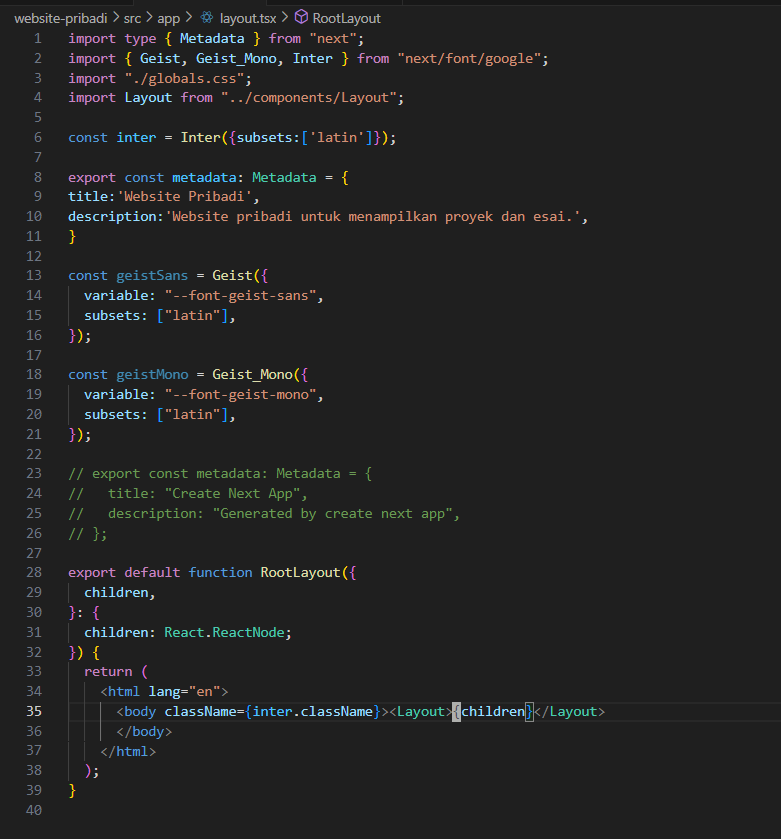 website-pribadi > src > app > layout.tsx > RootLayout
1 import type { Metadata } from "next";
2 import { Geist, Geist_Mono, Inter } from "next/font/google";
3 import "./globals.css";
4 import Layout from "../components/Layout";
5
6 const inter = Inter({subsets:['latin']});
7
8 export const metadata: Metadata = {
9 title:'Website Pribadi',
10 description:'Website pribadi untuk menampilkan proyek dan esai.',
11 }
12
13 const geistSans = Geist({
14   variable: "--font-geist-sans",
15   subsets: ["latin"],
16 });
17
18 const geistMono = Geist_Mono({
19   variable: "--font-geist-mono",
20   subsets: ["latin"],
21 });
22
23 // export const metadata: Metadata = {
24 //   title: "Create Next App",
25 //   description: "Generated by create next app",
26 // };
27
28 export default function RootLayout({
29   children,
30 }: {
31   children: React.ReactNode;
32 }) {
33   return (
34     <html lang="en">
35       <body className={inter.className}><Layout>{children}</Layout>
36       </body>
37     </html>
38   );
39 }
40